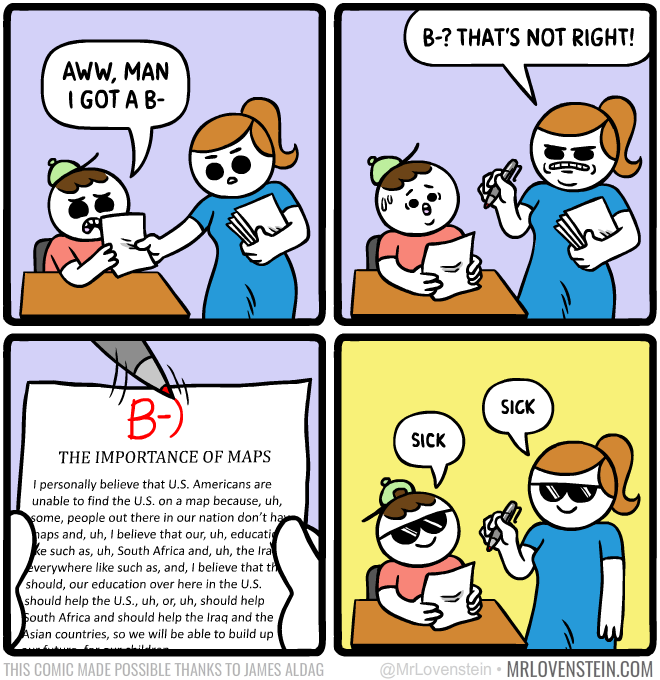 AWW, MAN
I GOT A B-
B-? THAT'S NOT RIGHT!
B-)
THE IMPORTANCE OF MAPS
I personally believe that U.S. Americans are
unable to find the U.S. on a map because, uh,
some, people out there in our nation don't
maps and, uh, I believe that our, uh,
such as, uh, South Africa and, uh, the
everywhere like such as, and, I believe that
should, our education over here in the U.S.
should help the U.S., uh, or, uh, should help
South Africa and should help the Iraq and the
Asian countries, so we will be able to build up
SICK
SICK
THIS COMIC MADE POSSIBLE THANKS TO JAMES ALDAG
@MrLovenstein • MRLOVENSTEIN.COM